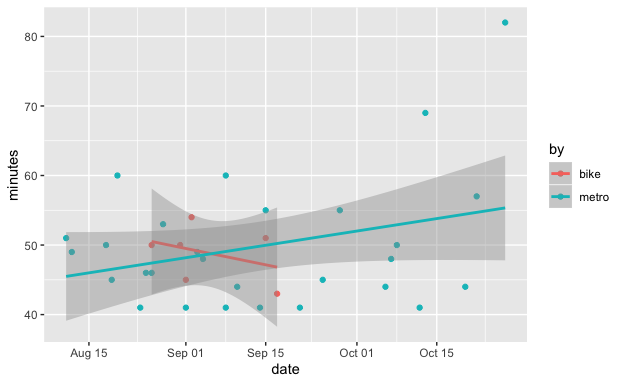 80
70
60
50
40
minutes
Aug 15
Sep 01
Sep 15
Oct 01
Oct 15
date
by
bike
metro